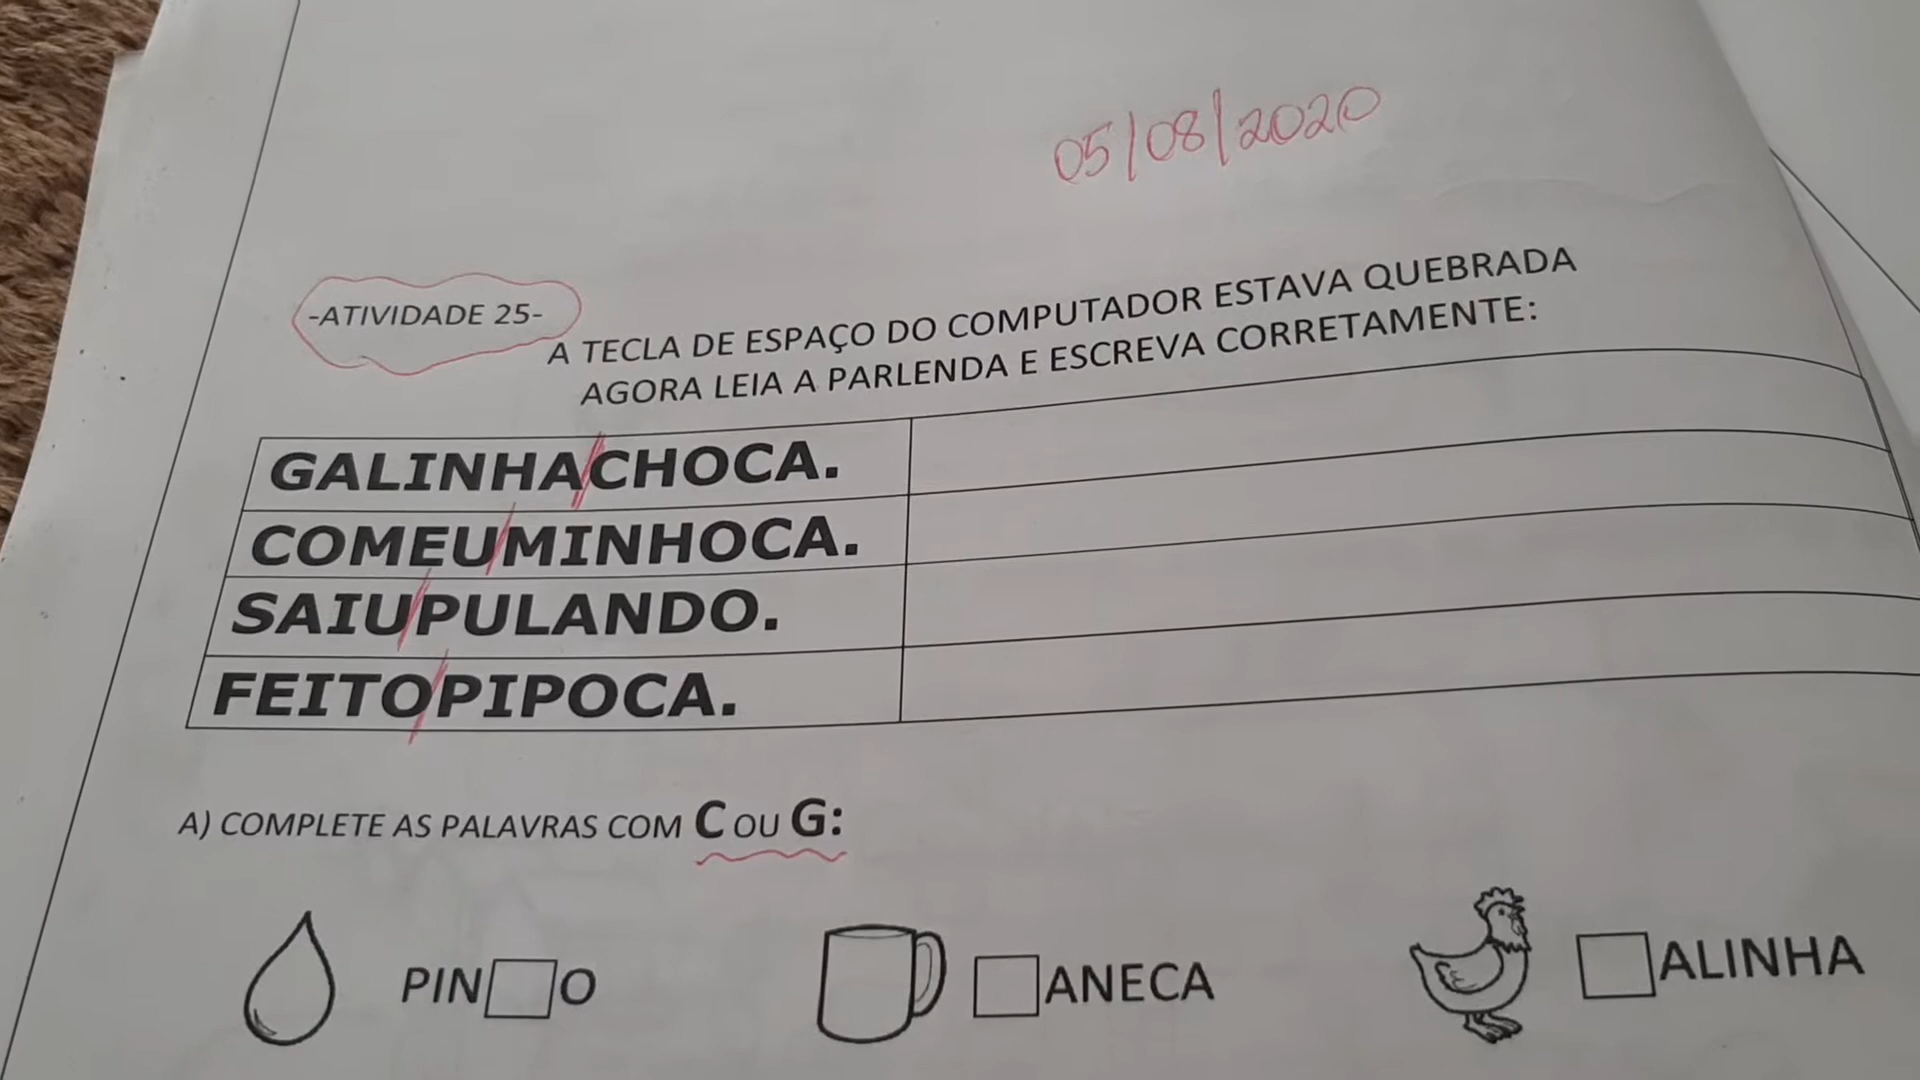 05/08/2020
-ATIVIDADE 25-
A TECLA DE ESPAÇO DO COMPUTADOR ESTAVA QUEBRADA
AGORA LEIA A PARLENDA E ESCREVA CORRETAMENTE:
GALINHACHOCA.
COMEUMINHOCA.
SAIUPULANDO.
FEITOPIPOCA.
A) COMPLETE AS PALAVRAS COM C OU G:
PIN☐O ☐ANECA ☐ALINHA